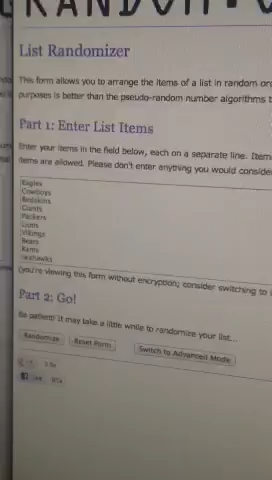 RANDOM
List Randomizer
This form allows you to arrange the items of a list in random
purposes is better than the pseudo-random number algorithms
Part 1: Enter List Items
Enter your items in the field below, each on a separate line.
items are allowed. Please don't enter anything you would
Eagles
Cowboys
Redskins
Giants
Packers
Lions
Vikings
Bears
Rams
Seahawks
(you're viewing this form without encryption; consider switching to
Part 2: Go!
Be patient! It may take a little while to randomize your list...
Randomize Reset Form Switch to Advanced Mode
Like